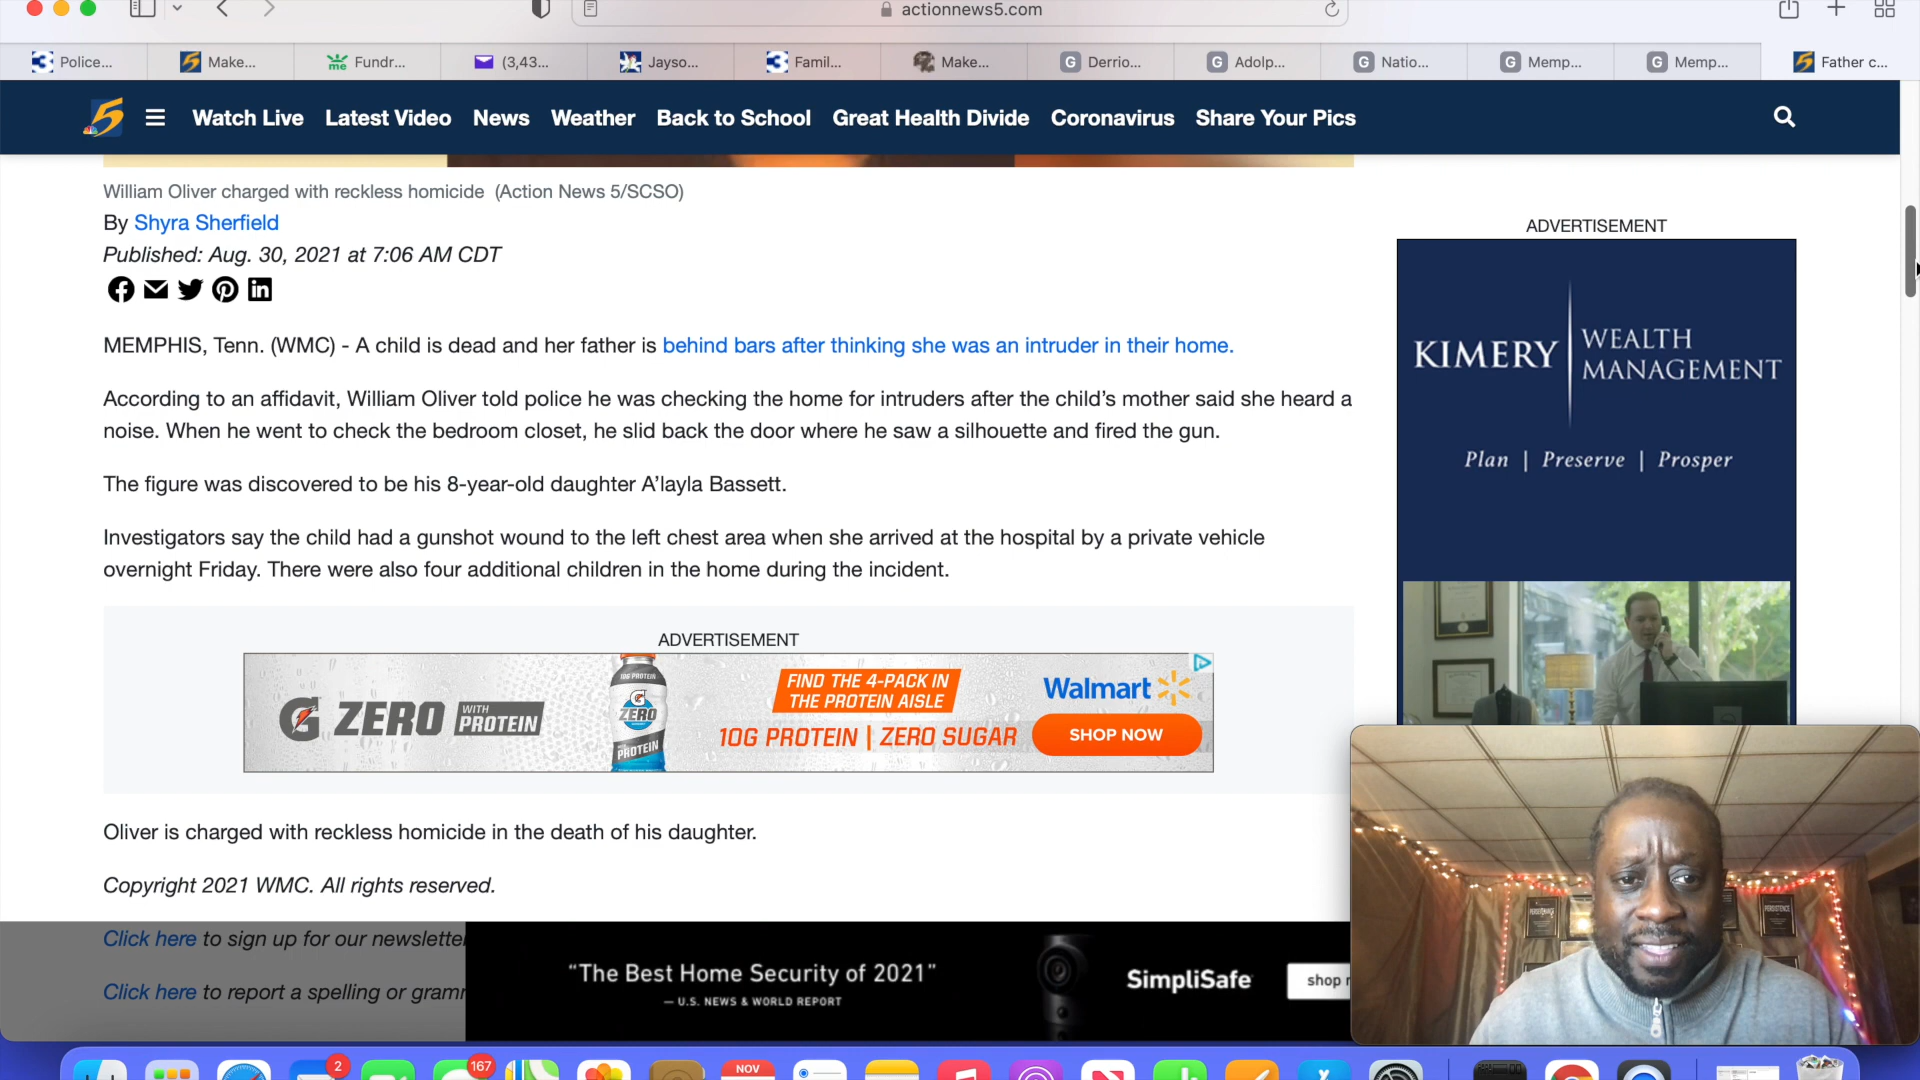 actionnews5.com
Police...
Make...
Fundr...
(3,43...
Jayso...
Famil...
Make...
Derrio...
Adolp...
Natio...
Memp...
Memp...
Father c...
5
Watch Live
Latest Video
News
Weather
Back to School
Great Health Divide
Coronavirus
Share Your Pics
William Oliver charged with reckless homicide (Action News 5/SCSO)
By Shyra Sherfield
Published: Aug. 30, 2021 at 7:06 AM CDT
MEMPHIS, Tenn. (WMC) - A child is dead and her father is behind bars after thinking she was an intruder in their home.
According to an affidavit, William Oliver told police he was checking the home for intruders after the child's mother said she heard a
noise. When he went to check the bedroom closet, he slid back the door where he saw a silhouette and fired the gun.
The figure was discovered to be his 8-year-old daughter A'layla Bassett.
Investigators say the child had a gunshot wound to the left chest area when she arrived at the hospital by a private vehicle
overnight Friday. There were also four additional children in the home during the incident.
ADVERTISEMENT
G ZERO WITH PROTEIN
ZERO
PROTEIN
FIND THE 4-PACK IN
THE PROTEIN AISLE
10G PROTEIN | ZERO SUGAR
Walmart
SHOP NOW
Oliver is charged with reckless homicide in the death of his daughter.
Copyright 2021 WMC. All rights reserved.
Click here to sign up for our newslette
Click here to report a spelling or gram
"The Best Home Security of 2021"
— U.S. NEWS & WORLD REPORT
SimpliSafe
shop
ADVERTISEMENT
KIMERY WEALTH
MANAGEMENT
Plan | Preserve | Prosper
PERSISTENCE
2
167
NOV